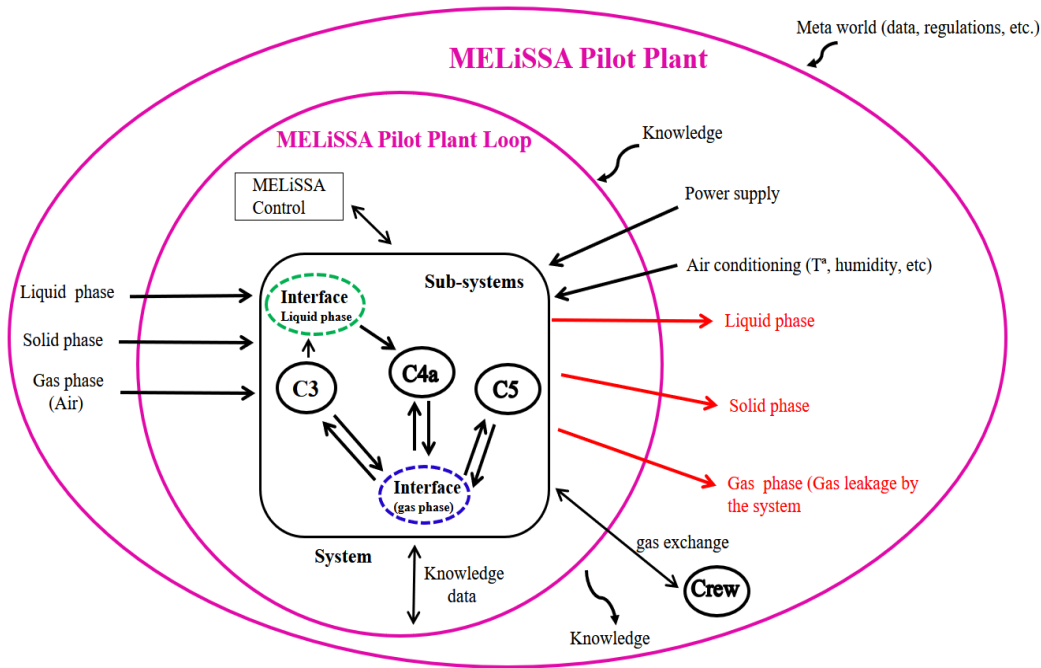 Meta world (data, regulations, etc.)
MELiSSA Pilot Plant
MELiSSA Pilot Plant Loop
Knowledge
MELiSSA
Control
Power supply
Sub-systems
Air conditioning (Tª, humidity, etc)
Liquid phase
Interface
Liquid phase
Liquid phase
Solid phase
Gas phase
(Air)
C3
C4a
C5
Solid phase
Interface
(gas phase)
Gas phase (Gas leakage by
the system
System
gas exchange
Knowledge
data
Crew
Knowledge